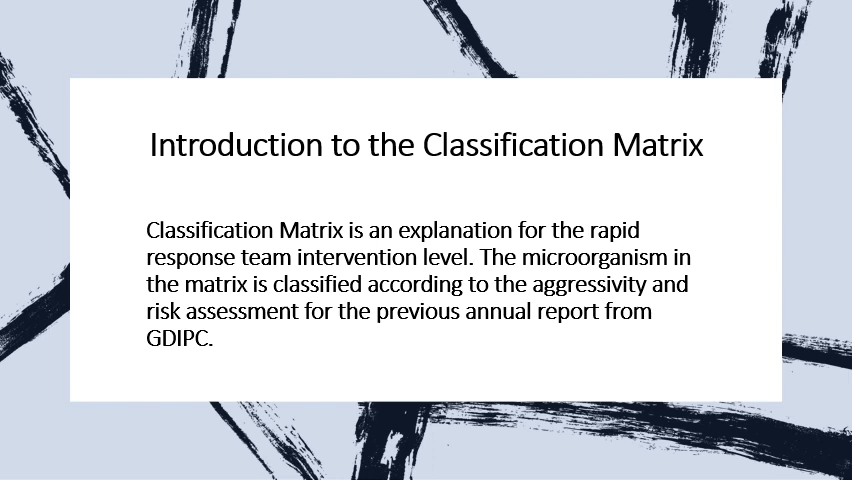 Introduction to the Classification Matrix
Classification Matrix is an explanation for the rapid
response team intervention level. The microorganism in
the matrix is classified according to the aggressivity and
risk assessment for the previous annual report from
GDIPC.